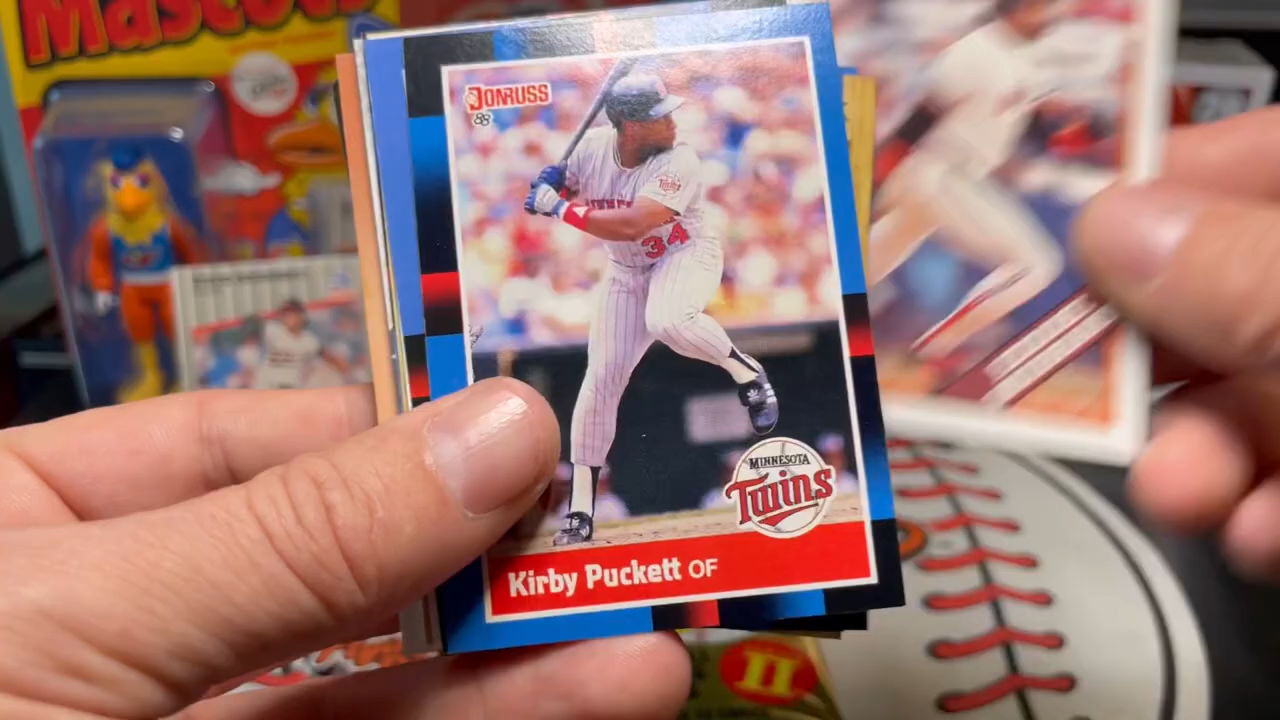 Mascots
DONRUSS
'88
Twins
34
MINNESOTA
Twins
Kirby Puckett OF
II